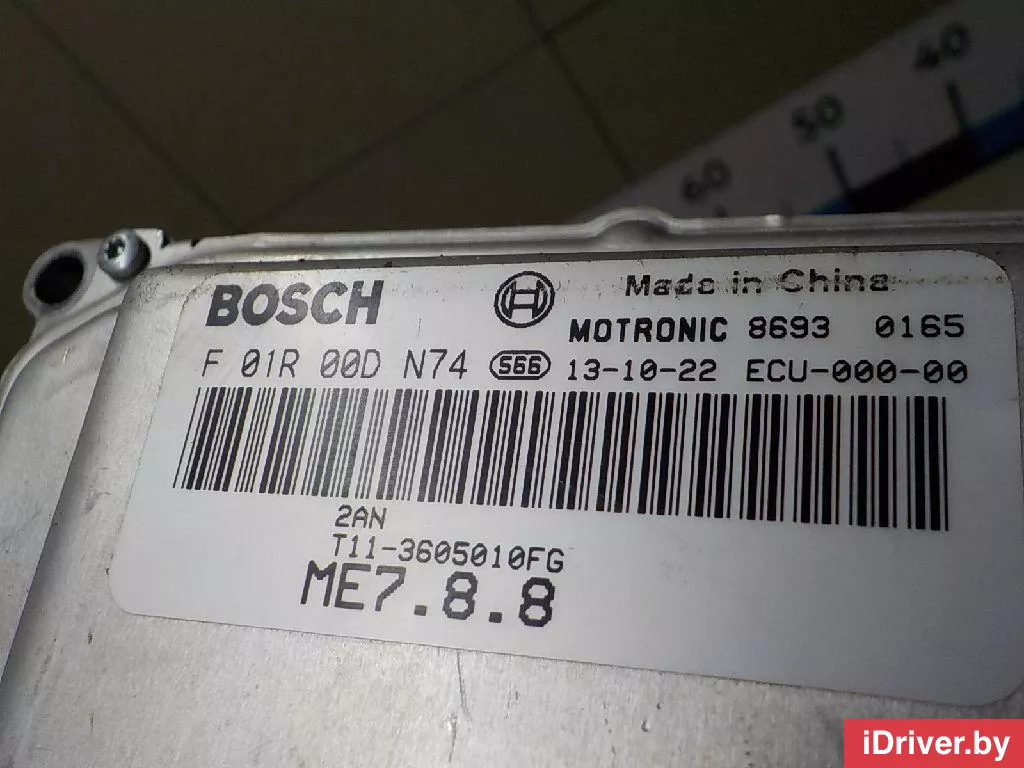 40
50
60
BOSCH
Made in China
MOTRONIC 8693 0165
F 01R 00D N74 S66 13-10-22 ECU-000-00
2AN
T11-3605010FG
ME7.8.8
iDriver.by